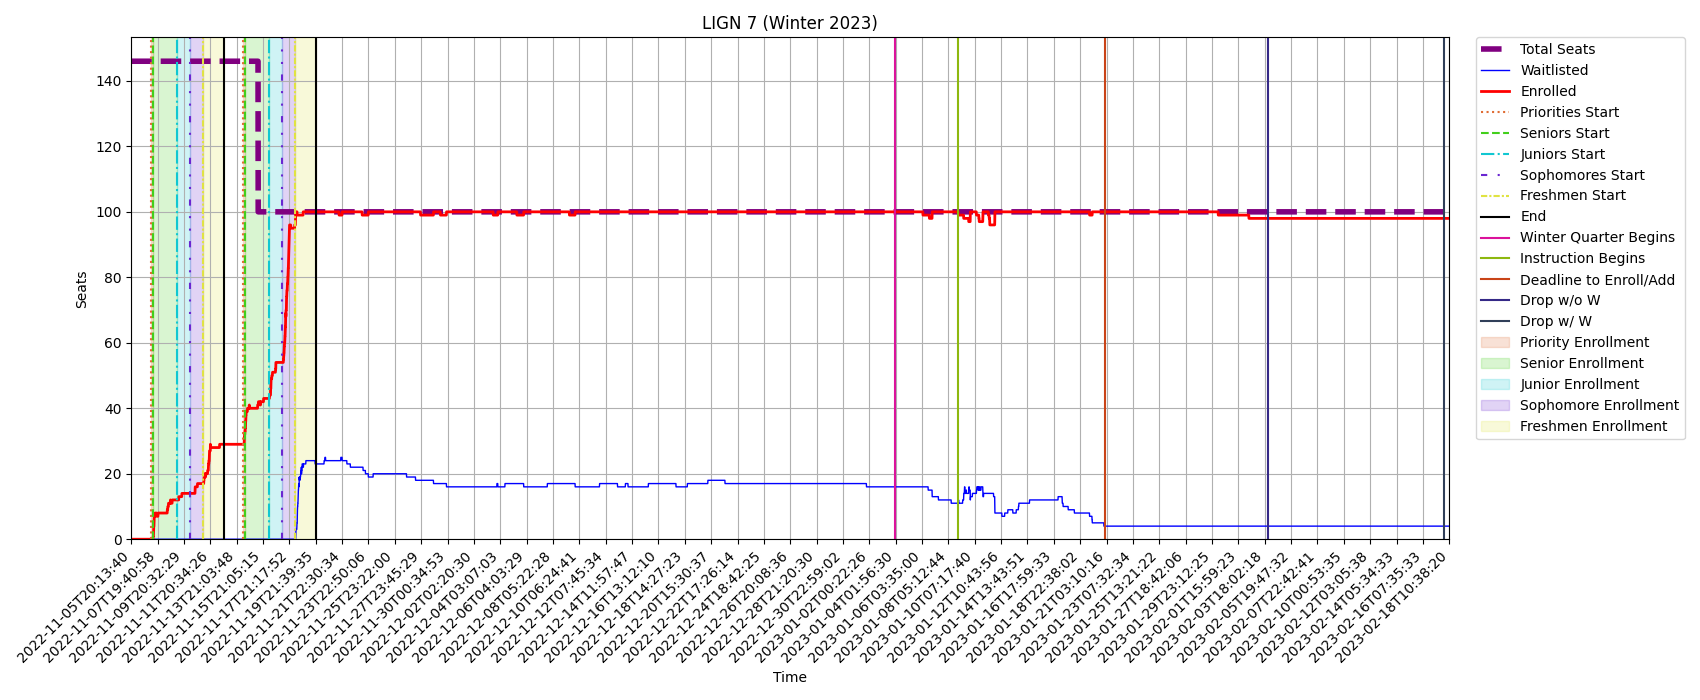 LIGN 7 (Winter 2023)
Seats
140
120
100
80
60
40
20
0
2022-11-05T20:13:40
2022-11-07T19:40:58
2022-11-09T20:32:29
2022-11-11T20:34:26
2022-11-13T21:03:48
2022-11-15T21:05:15
2022-11-17T21:17:52
2022-11-19T21:39:35
2022-11-21T22:30:34
2022-11-23T22:50:06
2022-11-25T23:22:00
2022-11-27T23:45:29
2022-11-30T00:34:53
2022-12-02T02:20:30
2022-12-04T03:07:03
2022-12-06T04:03:29
2022-12-08T05:22:28
2022-12-10T06:24:41
2022-12-12T07:45:34
2022-12-14T11:57:47
2022-12-16T13:12:10
2022-12-18T14:27:23
2022-12-20T15:30:37
2022-12-22T17:26:14
2022-12-24T18:42:25
2022-12-26T20:08:36
2022-12-28T21:20:30
2022-12-30T22:59:02
2023-01-02T00:22:26
2023-01-04T01:56:30
2023-01-06T03:35:00
2023-01-08T05:12:44
2023-01-10T07:17:40
2023-01-12T10:43:56
2023-01-14T13:43:51
2023-01-16T17:59:33
2023-01-18T22:38:02
2023-01-21T03:10:16
2023-01-23T07:32:34
2023-01-25T13:21:22
2023-01-27T18:42:06
2023-01-29T23:12:25
2023-02-01T15:59:23
2023-02-03T18:02:18
2023-02-05T19:47:32
2023-02-07T22:42:41
2023-02-10T00:53:35
2023-02-12T03:05:38
2023-02-14T05:34:33
2023-02-16T07:35:33
2023-02-18T10:38:20
Time
Total Seats
Waitlisted
Enrolled
Priorities Start
Seniors Start
Juniors Start
Sophomores Start
Freshmen Start
End
Winter Quarter Begins
Instruction Begins
Deadline to Enroll/Add
Drop w/o W
Drop w/ W
Priority Enrollment
Senior Enrollment
Junior Enrollment
Sophomore Enrollment
Freshmen Enrollment